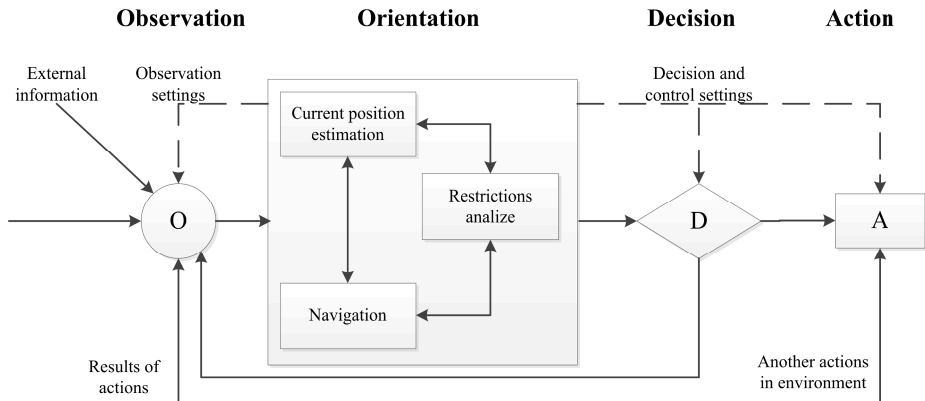 Observation
Orientation
Decision
Action
External
information
Observation
settings
Decision and
control settings
Current position
estimation
Restrictions
analize
Navigation
O
D
A
Results of
actions
Another actions
in environment